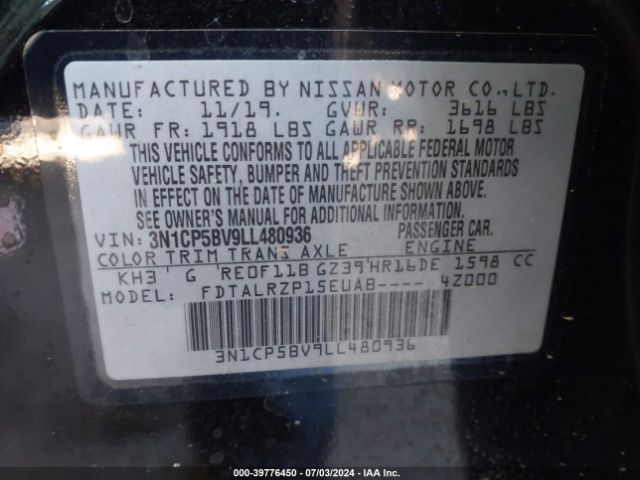 MANUFACTURED BY NISSAN MOTOR CO.,LTD.
DATE: 11/19. GVWR: 3616 LBS
GAWR FR: 1918 LBS GAWR RR: 1698 LBS
THIS VEHICLE CONFORMS TO ALL APPLICABLE FEDERAL MOTOR
VEHICLE SAFETY, BUMPER AND THEFT PREVENTION STANDARDS
IN EFFECT ON THE DATE OF MANUFACTURE SHOWN ABOVE.
SEE OWNER'S MANUAL FOR ADDITIONAL INFORMATION.
VIN: 3N1CP5BV9LL480936 PASSENGER CAR.
COLOR TRIM TRANS AXLE ENGINE
KH3 G RE0F11B GZ39 HR16DE 1598 CC
MODEL: FDTALRZP15EUAB---- 4Z000
3N1CP5BV9LL480936
000-39776450 - 07/03/2024 - IAA Inc.